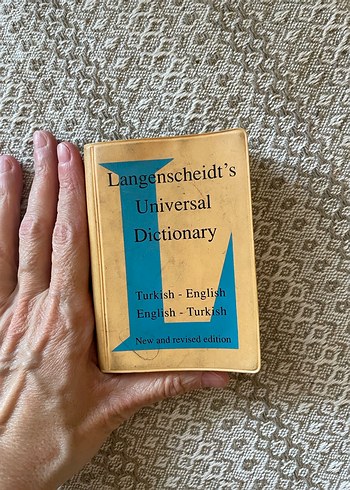 Langenscheidt's
Universal
Dictionary
Turkish - English
English - Turkish
New and revised edition